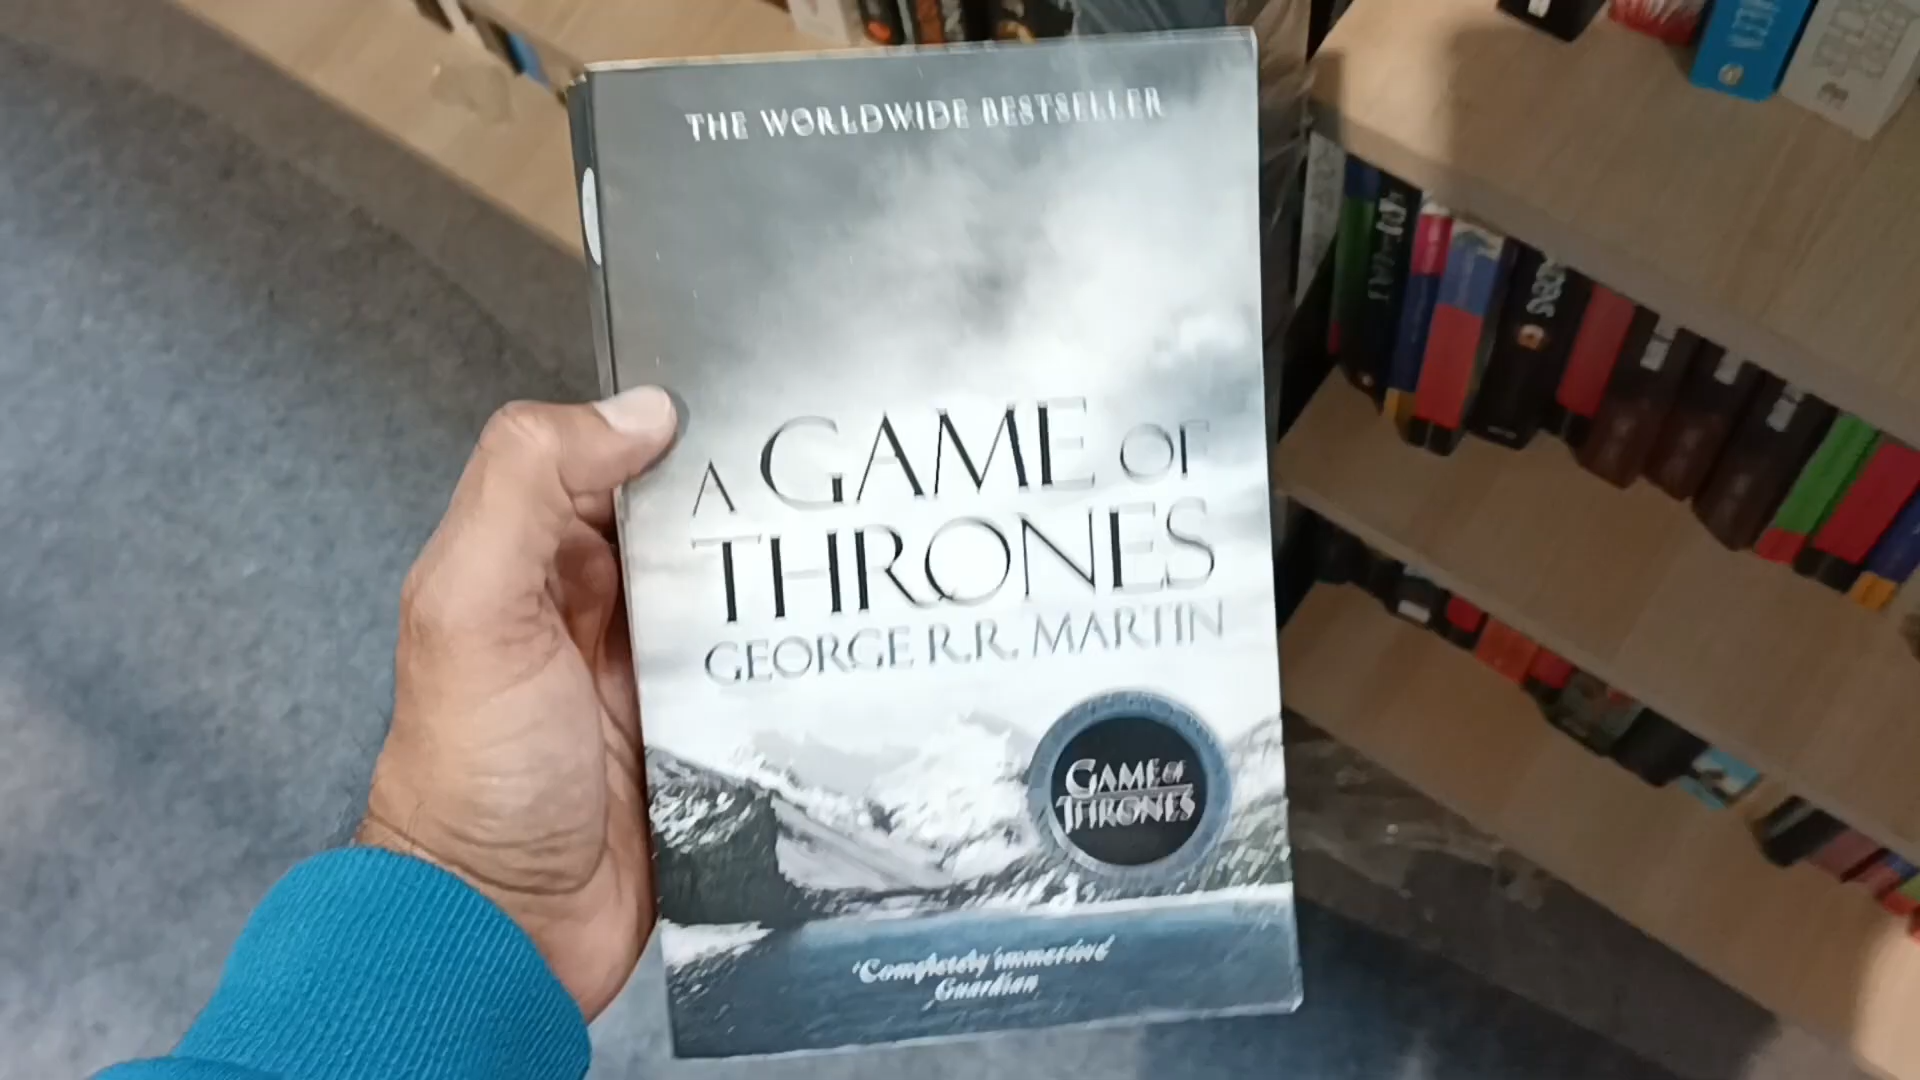 THE WORLDWIDE BESTSELLER
A GAME OF
THRONES
GEORGE R.R. MARTIN
GAME OF
THRONES
'Completely immersive'
Guardian